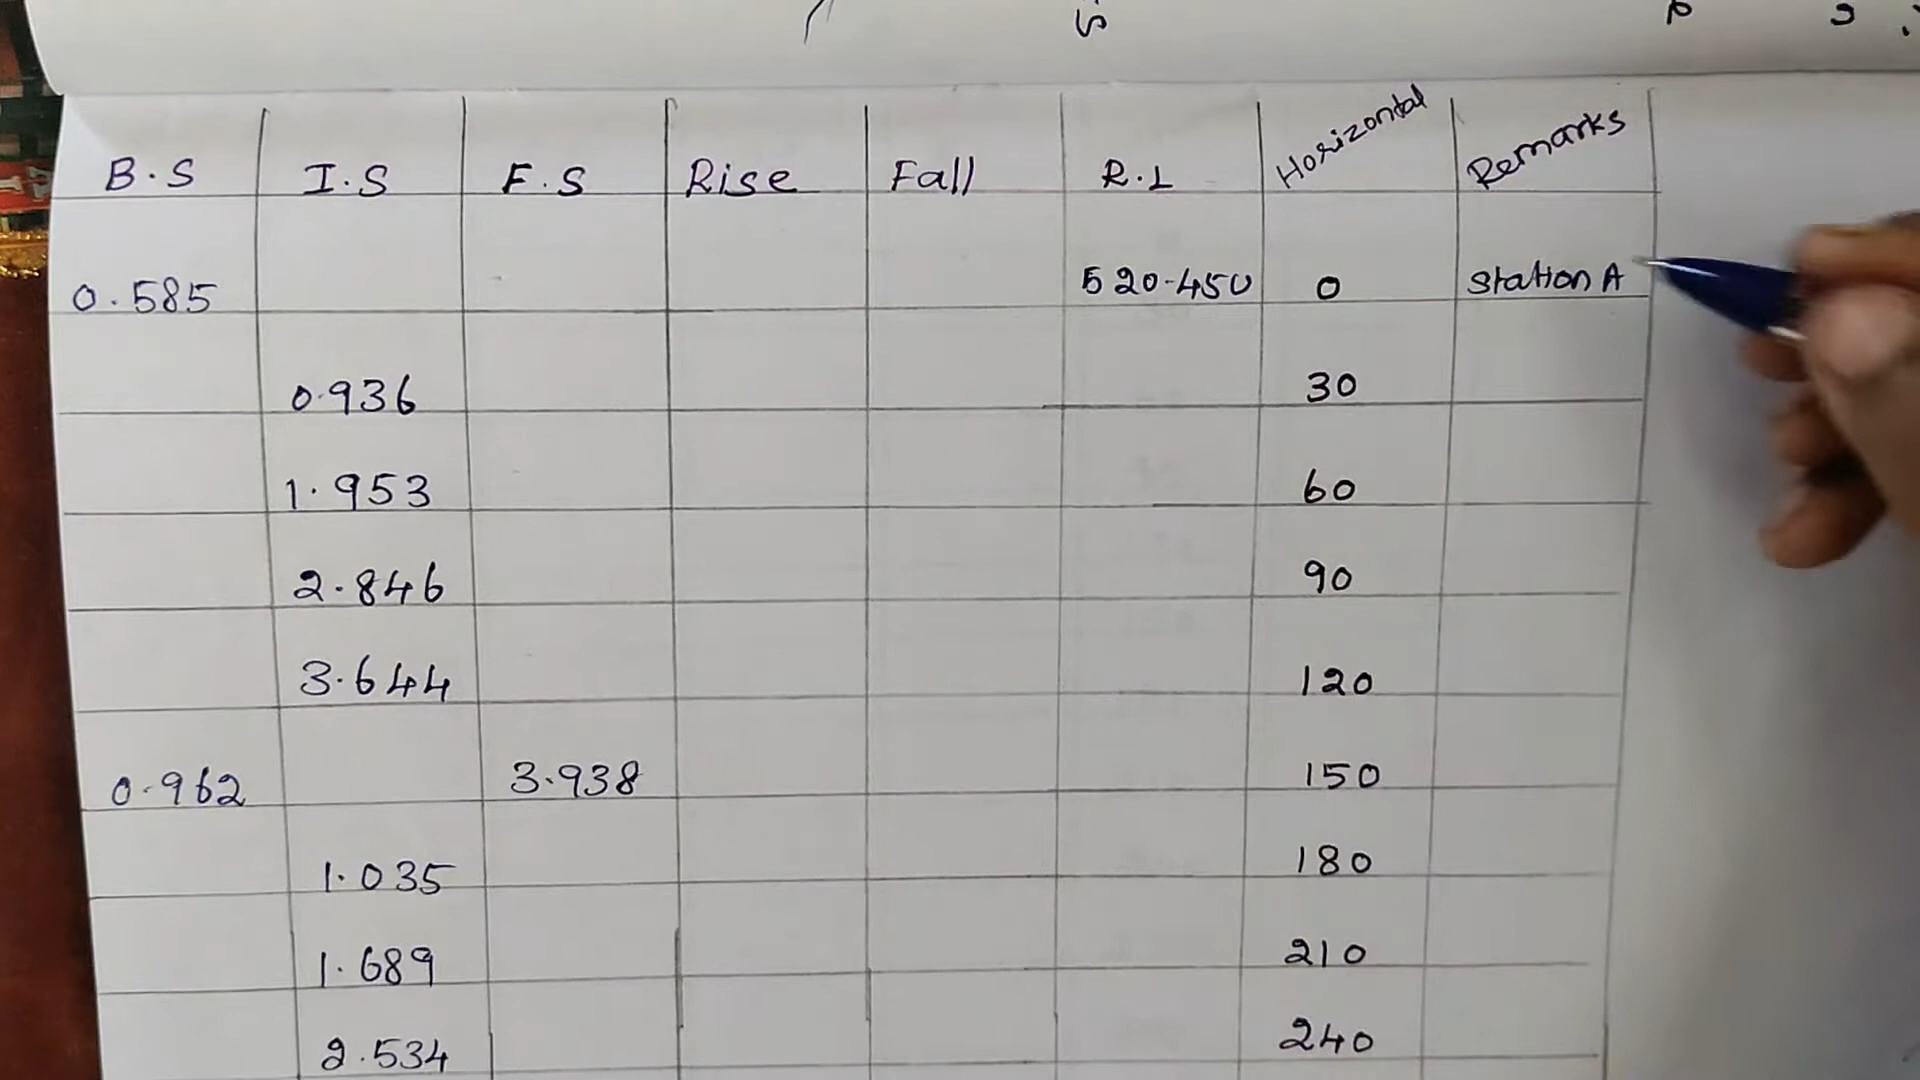 B.S I.S F.S Rise Fall R.L Horizontal Remarks
0.585 520.450 0 Station A
0.936 30
1.953 60
2.846 90
3.644 120
0.962 3.938 150
1.035 180
1.689 210
2.534 240